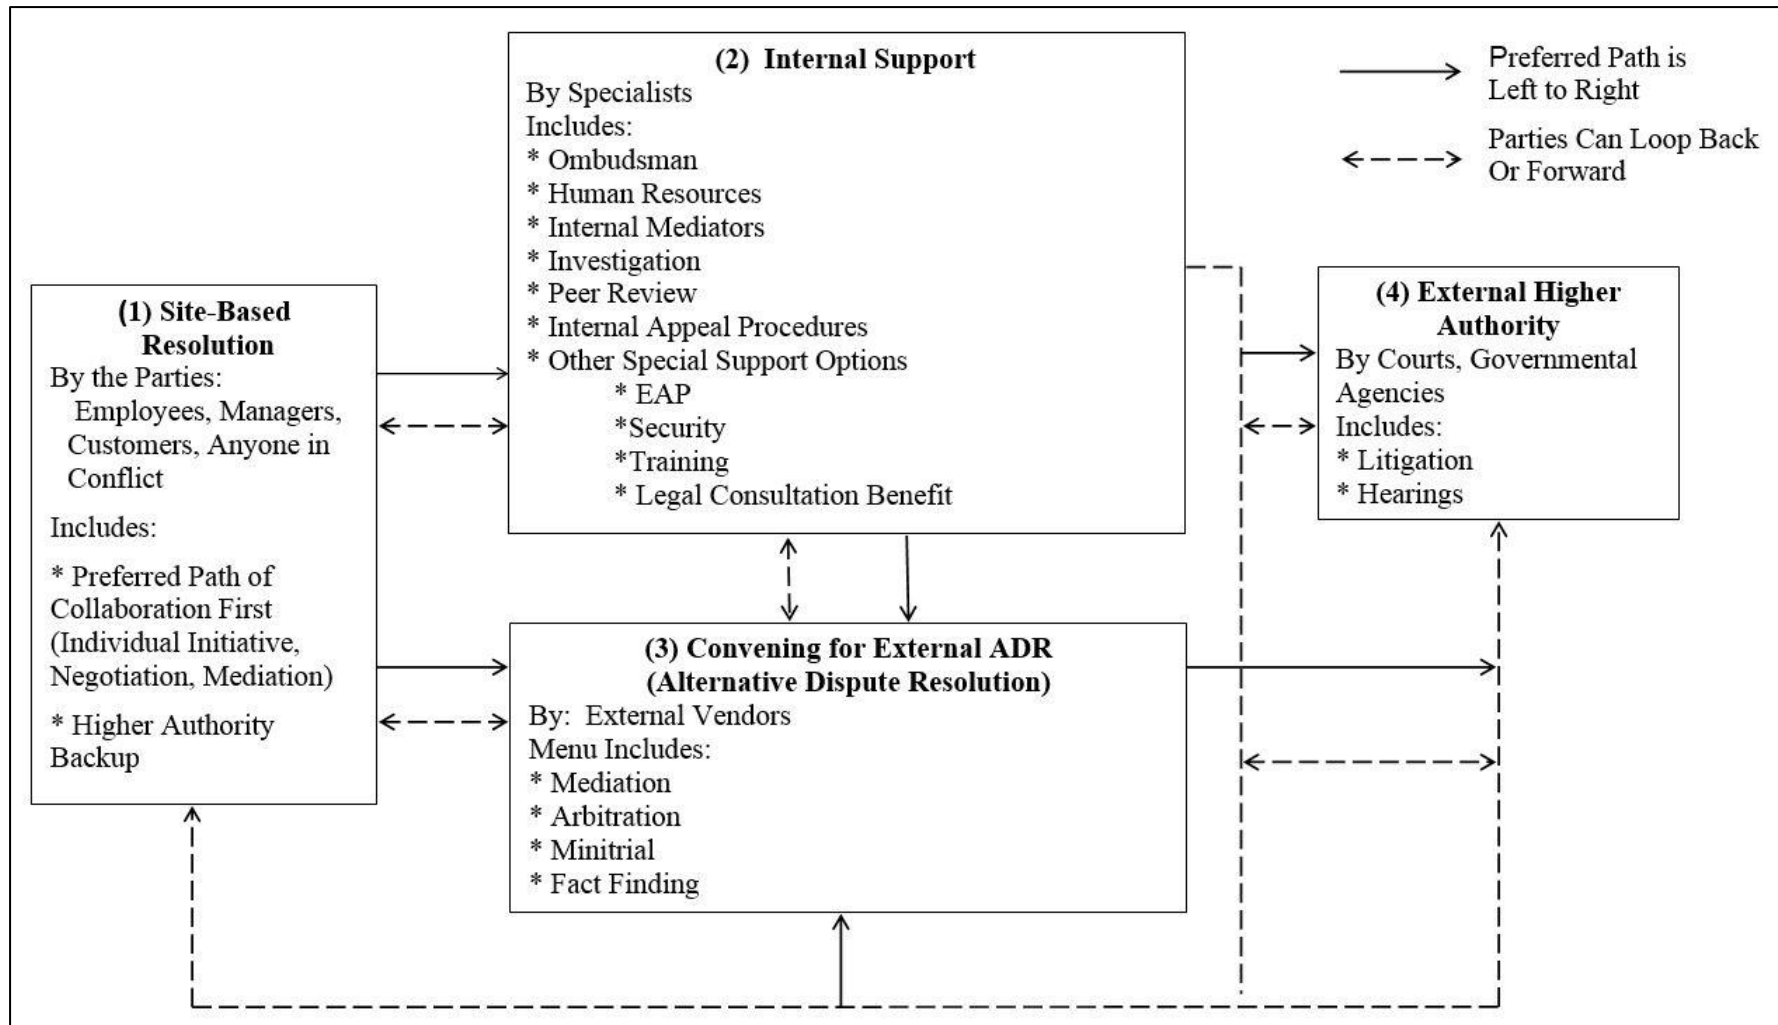 (1) Site-Based
Resolution
By the Parties:
Employees, Managers,
Customers, Anyone in
Conflict
Includes:
* Preferred Path of
Collaboration First
(Individual Initiative,
Negotiation, Mediation)
* Higher Authority
Backup
(2) Internal Support
By Specialists
Includes:
* Ombudsman
* Human Resources
* Internal Mediators
* Investigation
* Peer Review
* Internal Appeal Procedures
* Other Special Support Options
* EAP
*Security
*Training
* Legal Consultation Benefit
(3) Convening for External ADR
(Alternative Dispute Resolution)
By: External Vendors
Menu Includes:
* Mediation
* Arbitration
* Minitrial
* Fact Finding
Preferred Path is
Left to Right
Parties Can Loop Back
Or Forward
(4) External Higher
Authority
By Courts, Governmental
Agencies
Includes:
* Litigation
* Hearings